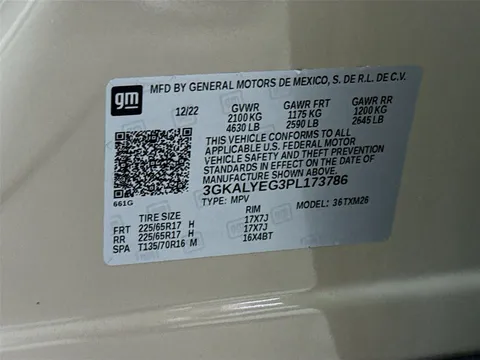 gm
MFD BY GENERAL MOTORS DE MEXICO, S. DE R.L. DE C.V.
12/22 GVWR GAWR FRT GAWR RR
2100 KG 1175 KG 1200 KG
4630 LB 2590 LB 2645 LB
THIS VEHICLE CONFORMS TO ALL
APPLICABLE U.S. FEDERAL MOTOR
VEHICLE SAFETY, BUMPER, AND THEFT PREVENTION
STANDARDS IN EFFECT ON THE DATE OF
MANUFACTURE SHOWN ABOVE.
3GKALYEG3PL173786
661G
TYPE: MPV MODEL: 36TXM26
TIRE SIZE RIM
FRT 225/65R17 H 17X7J
RR 225/65R17 H 17X7J
SPA T135/70R16 M 16X4BT